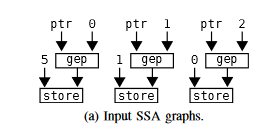 ptr 0 ptr 1 ptr 2
5 gep 1 gep 0 gep
store store store
(a) Input SSA graphs.